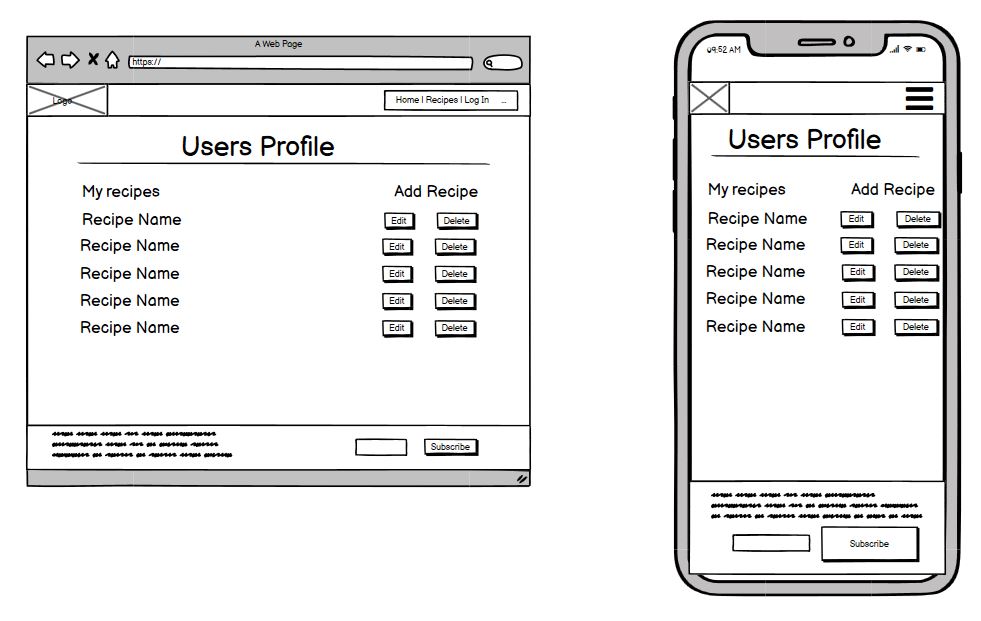 A Web Page
https://
Logo
Home | Recipes | Log In ...
Users Profile
My recipes Add Recipe
Recipe Name Edit Delete
Recipe Name Edit Delete
Recipe Name Edit Delete
Recipe Name Edit Delete
Recipe Name Edit Delete
Subscribe
09:52 AM
Users Profile
My recipes Add Recipe
Recipe Name Edit Delete
Recipe Name Edit Delete
Recipe Name Edit Delete
Recipe Name Edit Delete
Recipe Name Edit Delete
Subscribe